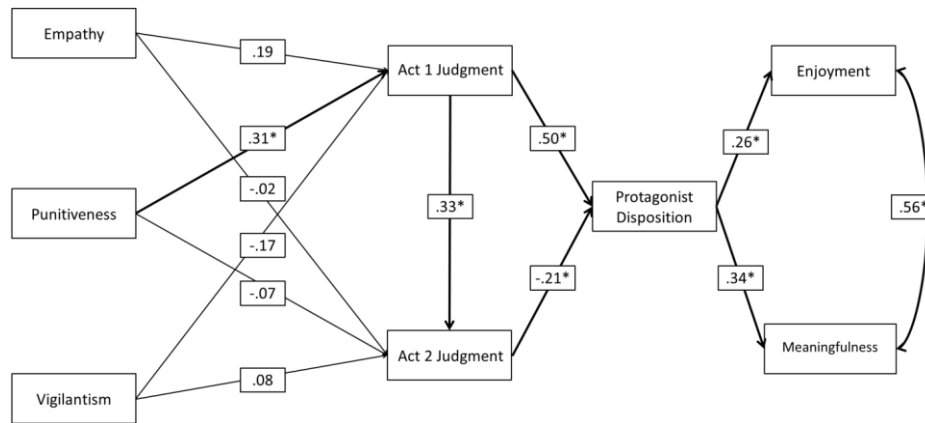 Empathy
.19
Act 1 Judgment
Enjoyment
.31*
.50*
.26*
-.02
Punitiveness
.33*
Protagonist
Disposition
.56*
-.17
-.07
-.21*
.34*
Act 2 Judgment
Meaningfulness
.08
Vigilantism